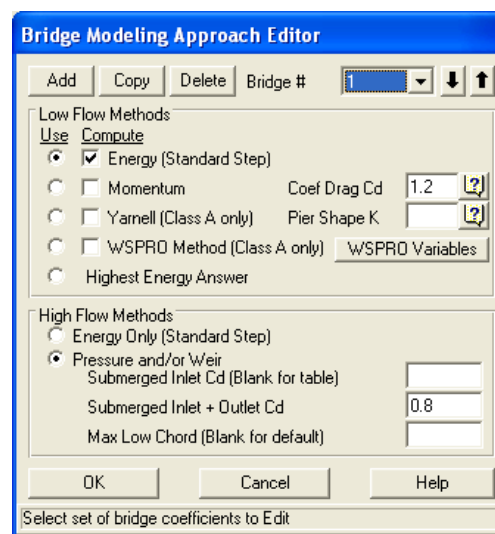 Bridge Modeling Approach Editor
Add Copy Delete Bridge # 1
Low Flow Methods
Use Compute
Energy (Standard Step)
Momentum Coef Drag Cd 1.2
Yarnell (Class A only) Pier Shape K
WSPRO Method (Class A only) WSPRO Variables
Highest Energy Answer
High Flow Methods
Energy Only (Standard Step)
Pressure and/or Weir
Submerged Inlet Cd (Blank for table)
Submerged Inlet + Outlet Cd 0.8
Max Low Chord (Blank for default)
OK Cancel Help
Select set of bridge coefficients to Edit